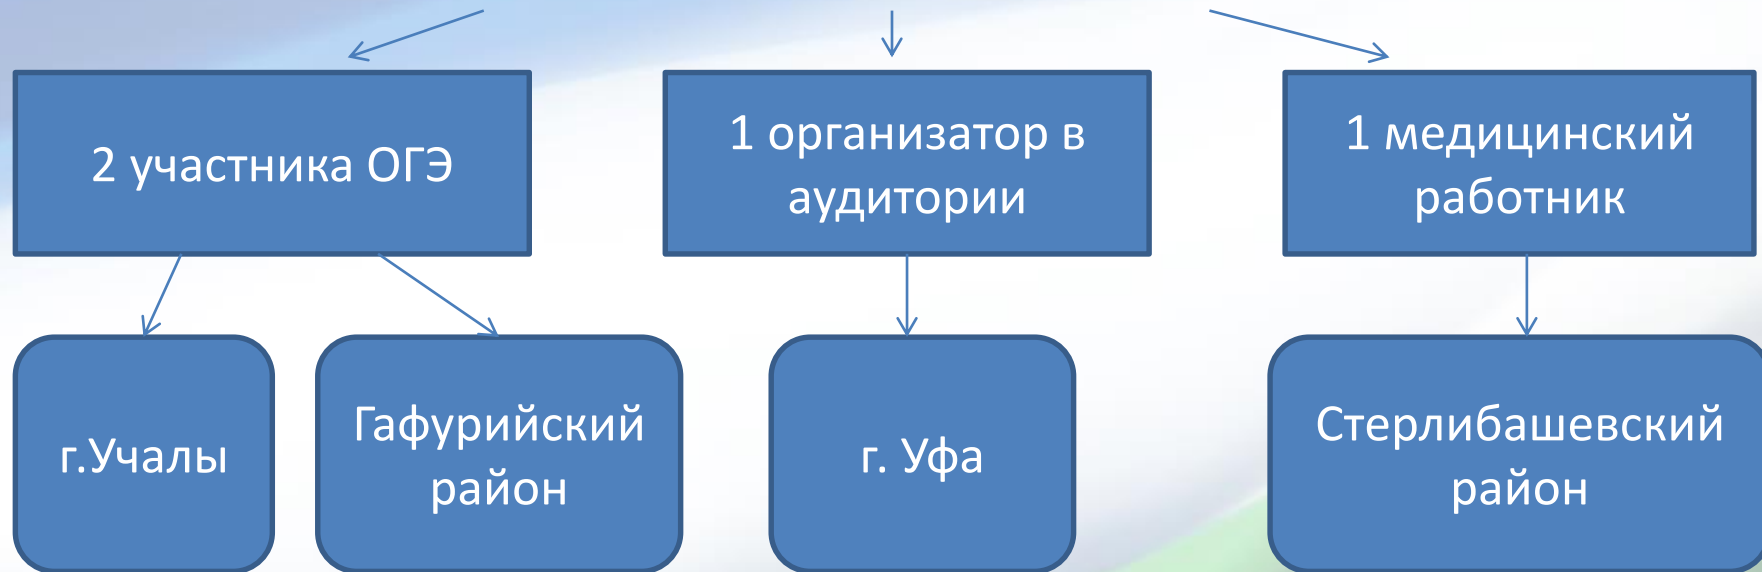 2 участника ОГЭ
1 организатор в
аудитории
1 медицинский
работник
г.Учалы
Гафурийский
район
г. Уфа
Стерлибашевский
район